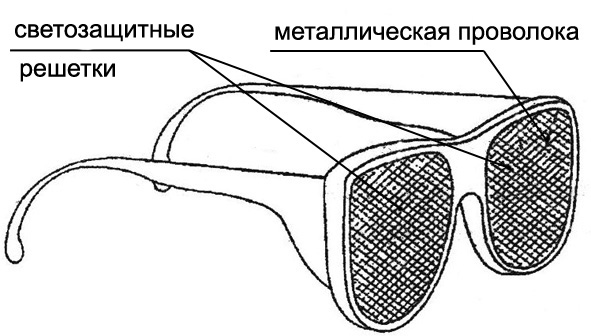 светозащитные
решетки
металлическая проволока